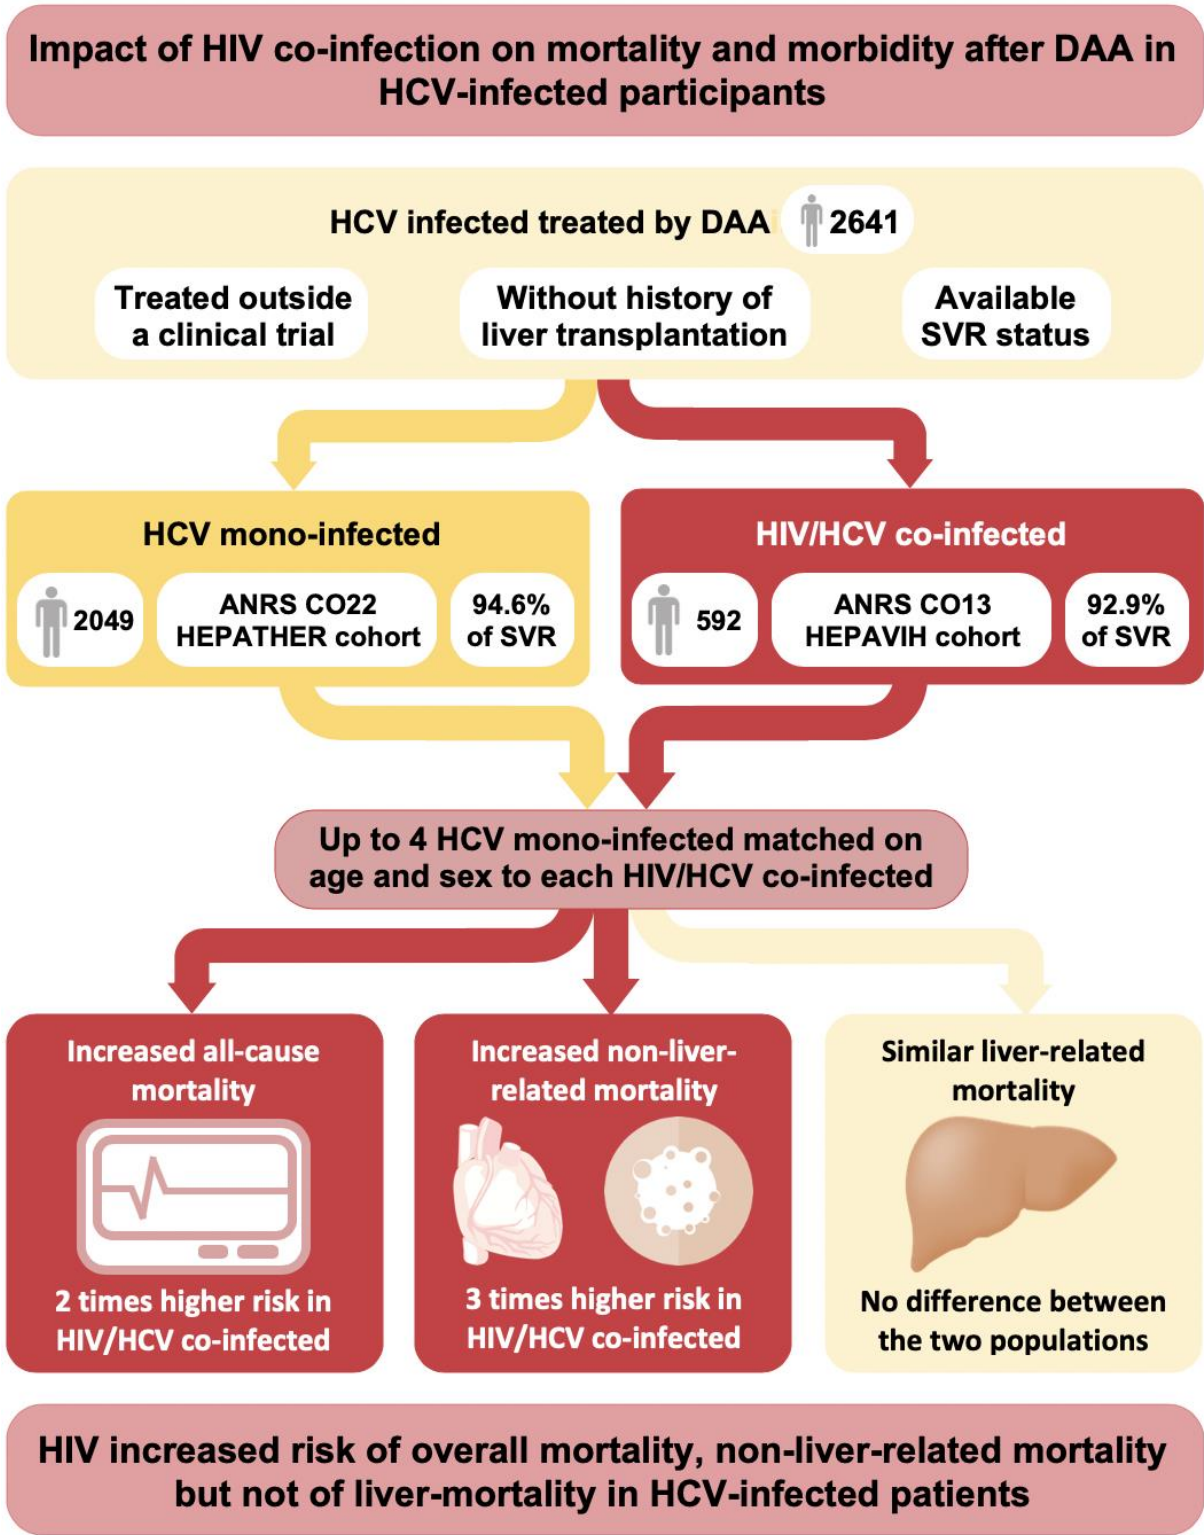 Impact of HIV co-infection on mortality and morbidity after DAA in
HCV-infected participants
HCV infected treated by DAA
2641
Treated outside
a clinical trial
Without history of
liver transplantation
Available
SVR status
HCV mono-infected
2049
ANRS CO22
HEPATHER cohort
94.6%
of SVR
HIV/HCV co-infected
592
ANRS CO13
HEPAVIH cohort
92.9%
of SVR
Up to 4 HCV mono-infected matched on
age and sex to each HIV/HCV co-infected
Increased all-cause
mortality
2 times higher risk in
HIV/HCV co-infected
Increased non-liver-
related mortality
3 times higher risk in
HIV/HCV co-infected
Similar liver-related
mortality
No difference between
the two populations
HIV increased risk of overall mortality, non-liver-related mortality
but not of liver-mortality in HCV-infected patients